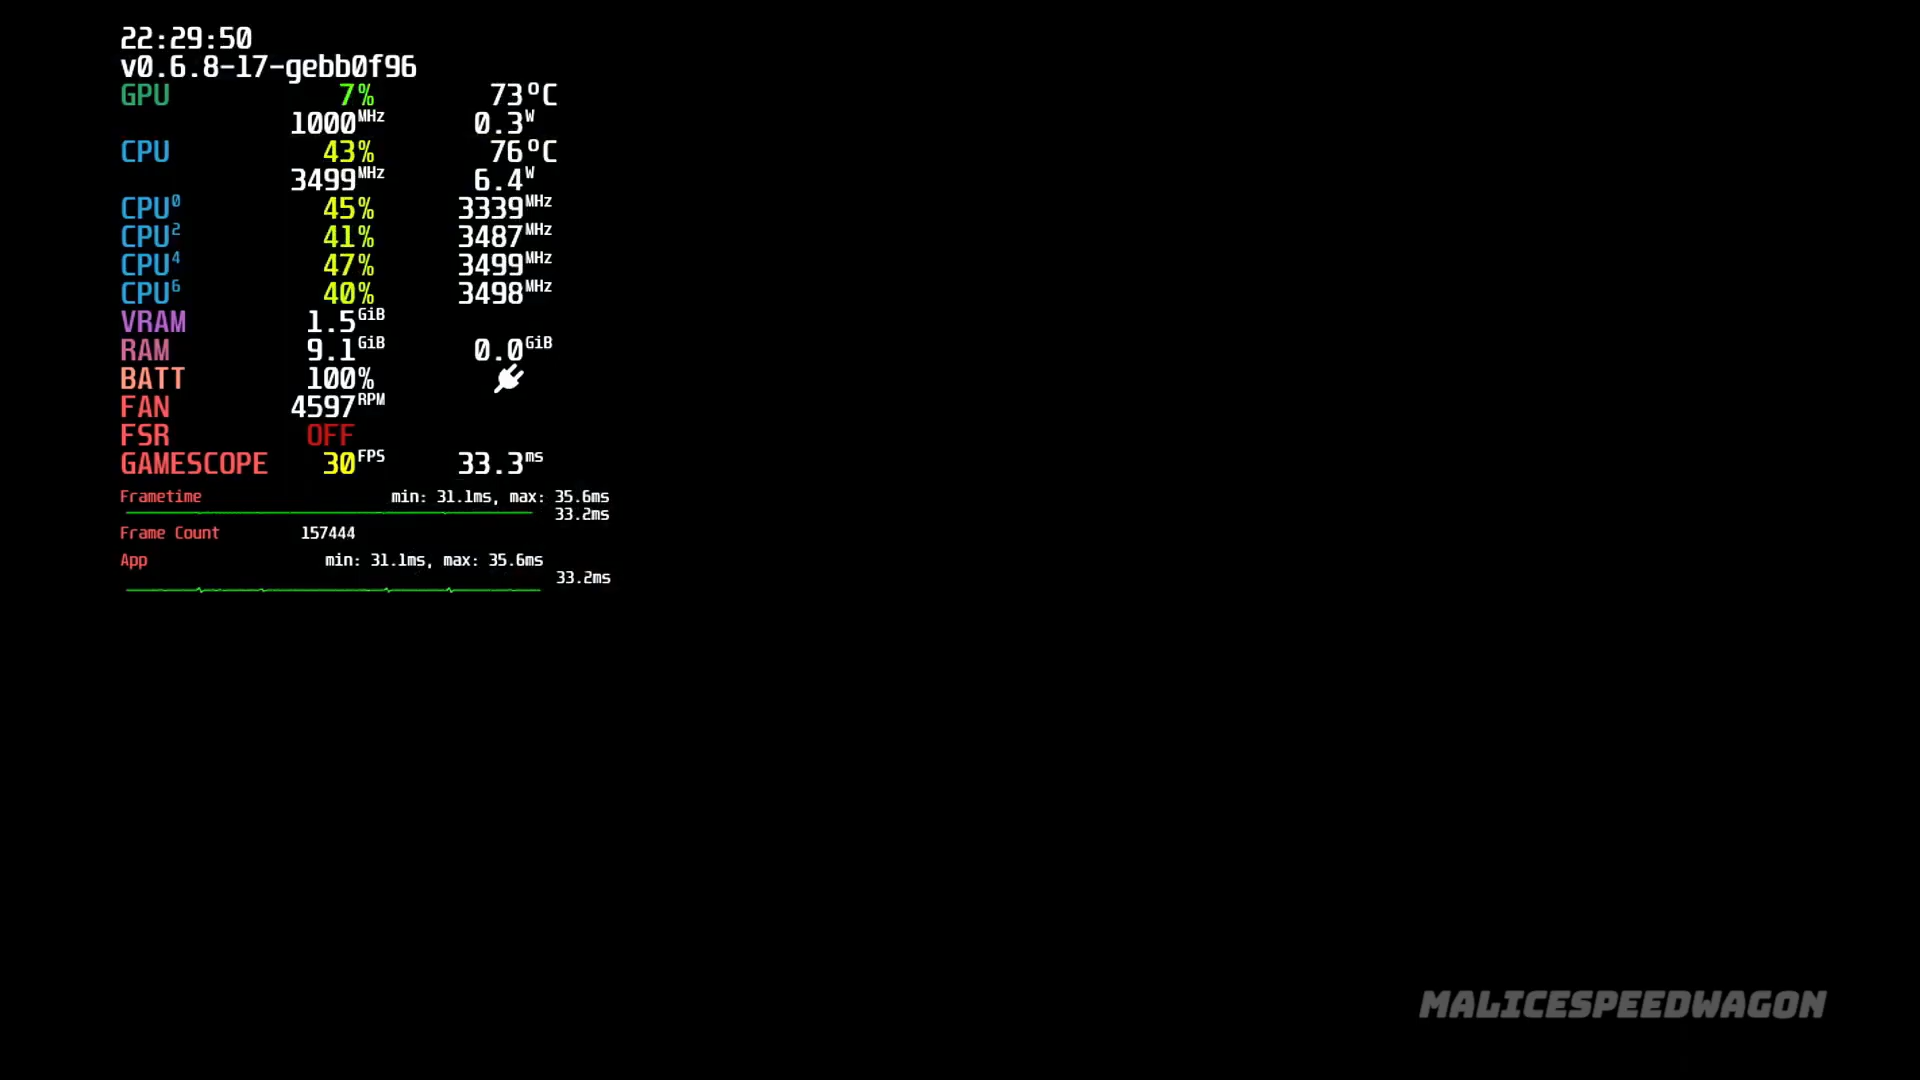 22:29:50
v0.6.8-17-gebb0f96
GPU 7% 73°C
1000MHz 0.3W
CPU 43% 76°C
3499MHz 6.4W
CPU0 45% 3339MHz
CPU2 41% 3487MHz
CPU4 47% 3499MHz
CPU6 40% 3498MHz
VRAM 1.5GiB
RAM 9.1GiB 0.0GiB
BATT 100%
FAN 4597RPM
FSR OFF
GAMESCOPE 30FPS 33.3ms
Frametime min: 31.1ms, max: 35.6ms
33.2ms
Frame Count 157444
App min: 31.1ms, max: 35.6ms
33.2ms
MALICESPEEDWAGON